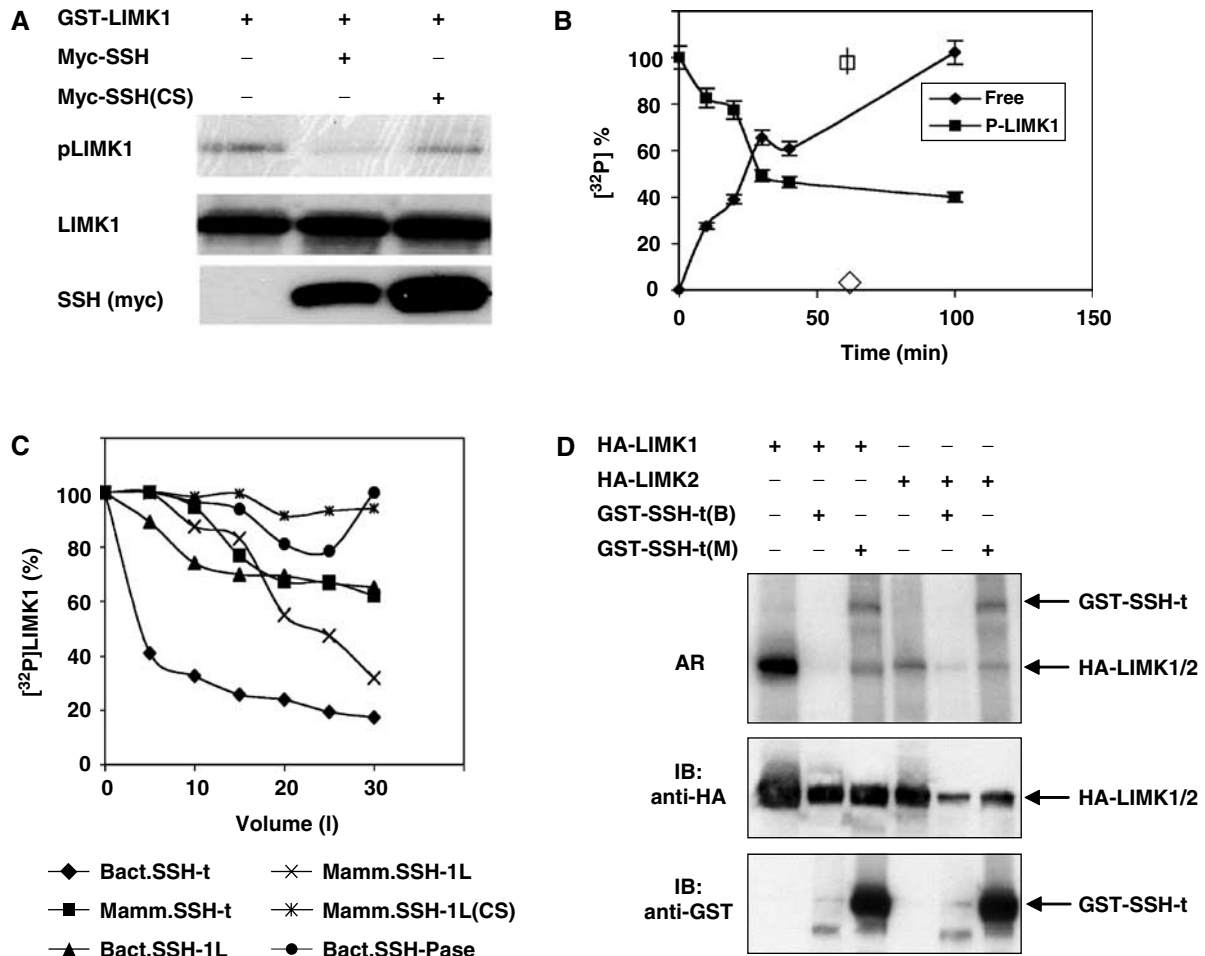 A
GST-LIMK1 + + +
Myc-SSH – + –
Myc-SSH(CS) – – +
pLIMK1
LIMK1
SSH (myc)
B
[32P] %
100
80
60
40
20
0
0 50 100 150
Time (min)
Free
P-LIMK1
C
[32P]LIMK1 (%)
100
80
60
40
20
0
0 10 20 30
Volume (l)
Bact.SSH-t
Mamm.SSH-t
Bact.SSH-1L
Mamm.SSH-1L
Mamm.SSH-1L(CS)
Bact.SSH-Pase
D
HA-LIMK1 + + + – – –
HA-LIMK2 – – – + + +
GST-SSH-t(B) – + – – + –
GST-SSH-t(M) – – + – – +
AR
GST-SSH-t
HA-LIMK1/2
IB:
anti-HA
HA-LIMK1/2
IB:
anti-GST
GST-SSH-t